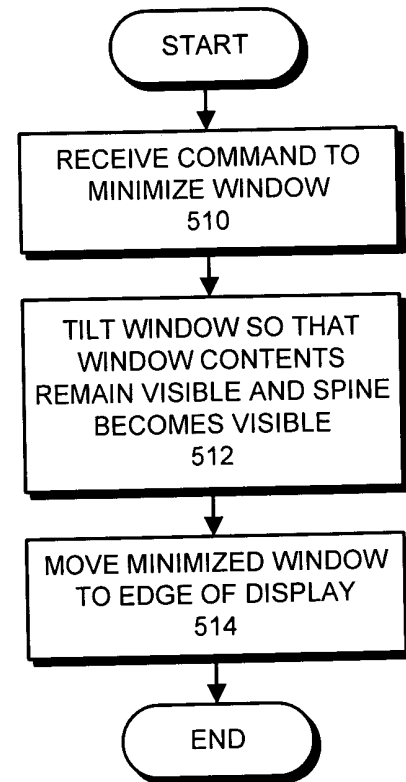 START
RECEIVE COMMAND TO
MINIMIZE WINDOW
510
TILT WINDOW SO THAT
WINDOW CONTENTS
REMAIN VISIBLE AND SPINE
BECOMES VISIBLE
512
MOVE MINIMIZED WINDOW
TO EDGE OF DISPLAY
514
END